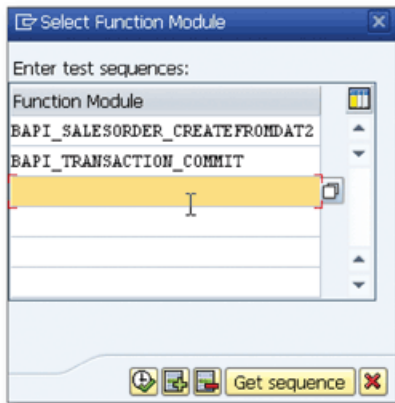 Select Function Module
Enter test sequences:
Function Module
BAPI_SALESORDER_CREATEFROMDAT2
BAPI_TRANSACTION_COMMIT
Get sequence